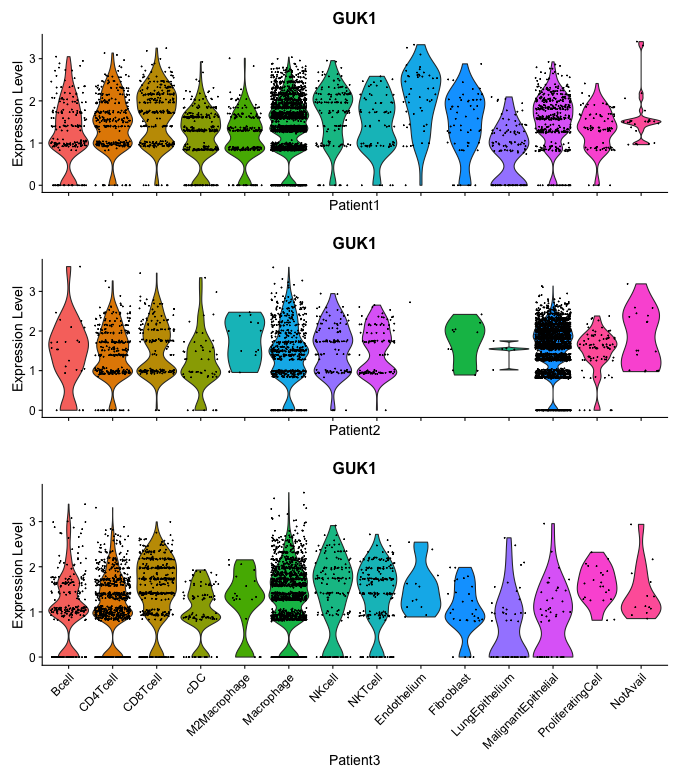 GUK1
Expression Level
3
2
1
0
Patient1
GUK1
Expression Level
3
2
1
0
Patient2
GUK1
Expression Level
3
2
1
0
Bcell
CD4Tcell
CD8Tcell
cDC
M2Macrophage
Macrophage
NKcell
NKTcell
Endothelium
Fibroblast
LungEpithelium
MalignantEpithelial
ProliferatingCell
NotAvail
Patient3